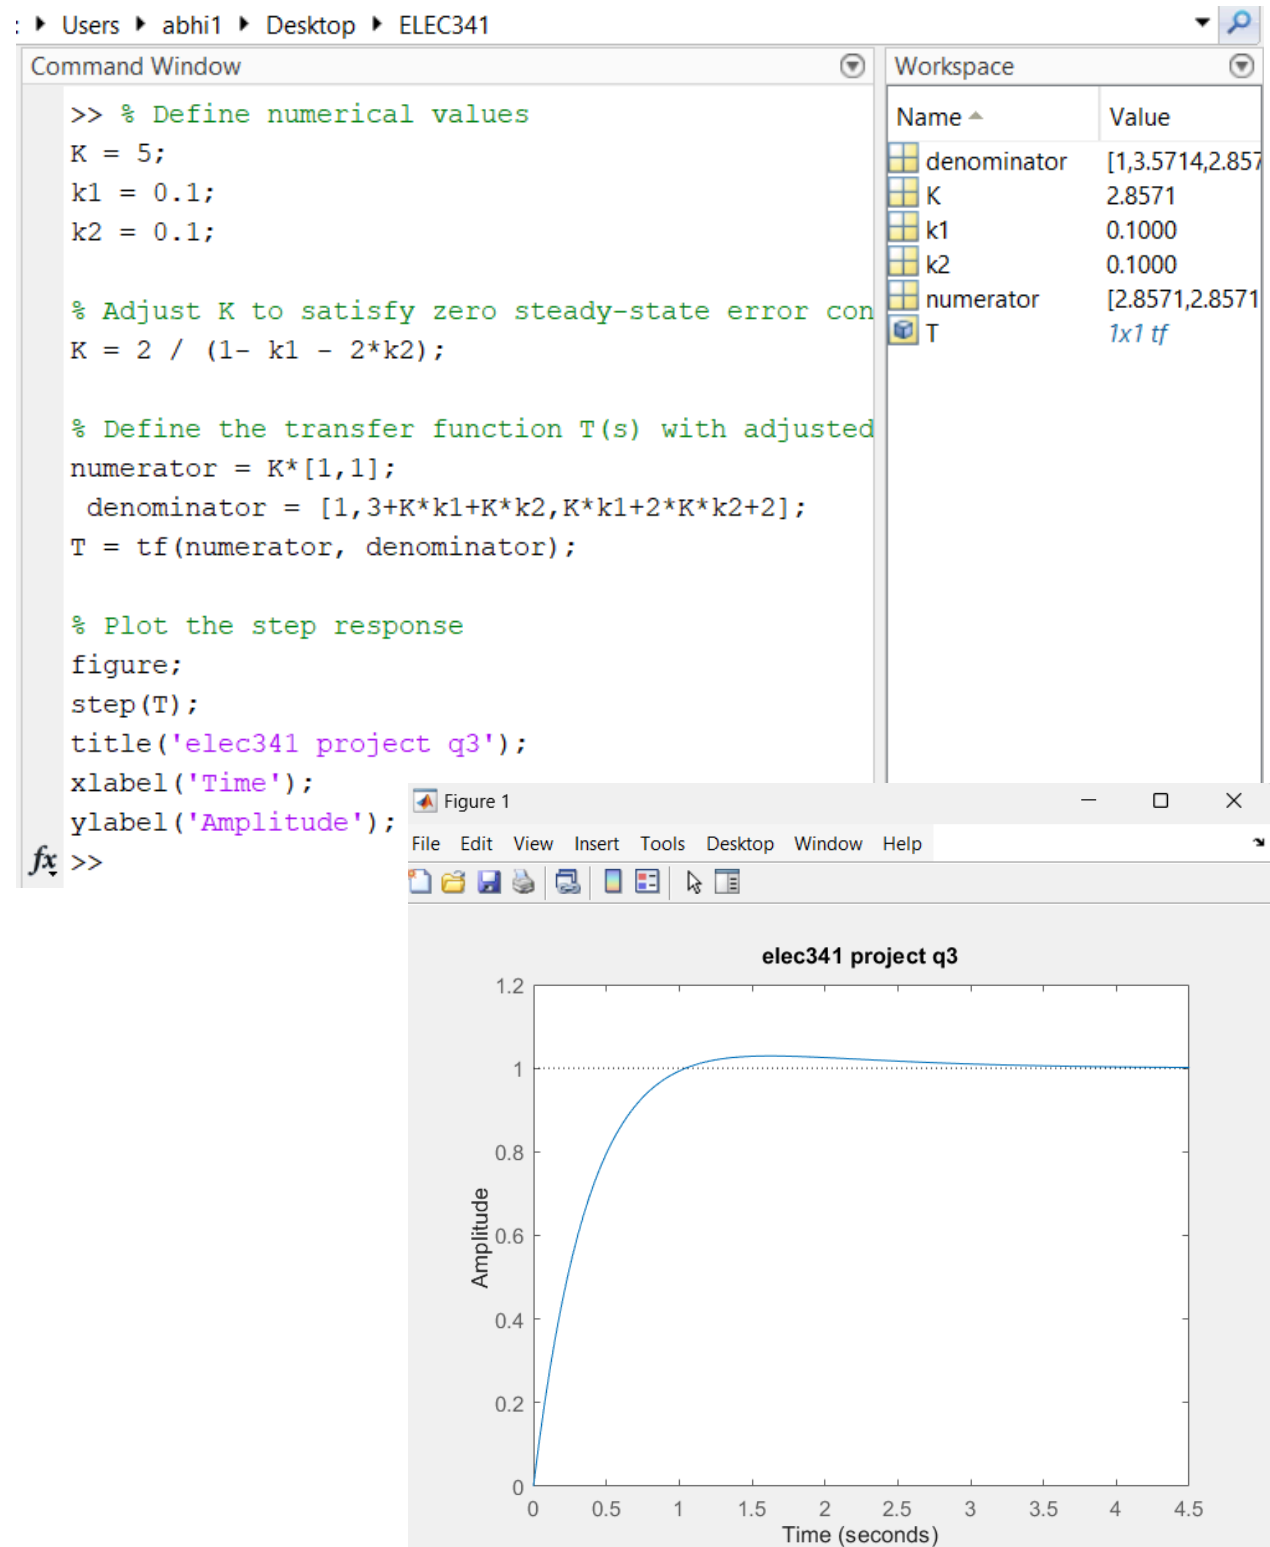 : ▶ Users ▶ abhi1 ▶ Desktop ▶ ELEC341
Command Window
>> % Define numerical values
K = 5;
k1 = 0.1;
k2 = 0.1;
% Adjust K to satisfy zero steady-state error con
K = 2 / (1- k1 - 2*k2);
% Define the transfer function T(s) with adjusted
numerator = K*[1,1];
denominator = [1,3+K*k1+K*k2,K*k1+2*K*k2+2];
T = tf(numerator, denominator);
% Plot the step response
figure;
step(T);
title('elec341 project q3');
xlabel('Time');
ylabel('Amplitude');
fx >>
Workspace
Name Value
denominator [1,3.5714,2.857
K 2.8571
k1 0.1000
k2 0.1000
numerator [2.8571,2.8571
T 1x1 tf
Figure 1
File Edit View Insert Tools Desktop Window Help
elec341 project q3
1.2
1
0.8
0.6
0.4
0.2
0
Amplitude
0 0.5 1 1.5 2 2.5 3 3.5 4 4.5
Time (seconds)